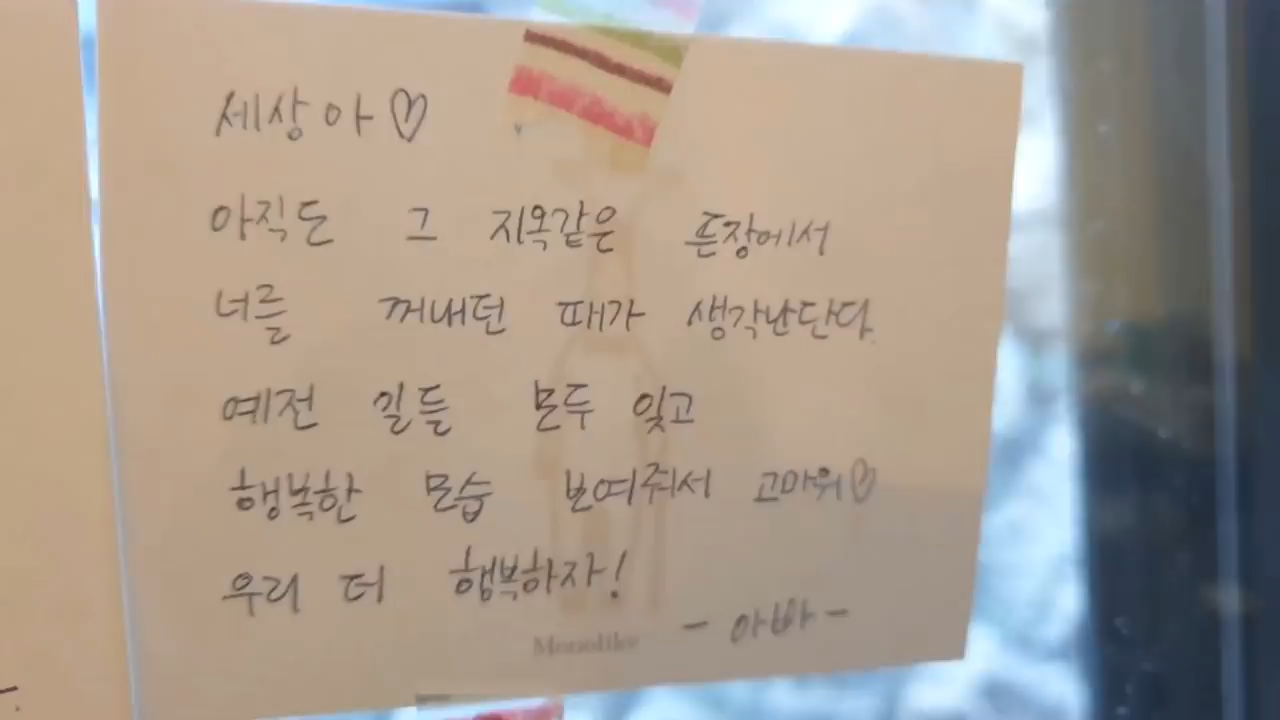 세상아♡
아직도 그 지옥같은 뜬장에서
너를 꺼내던 때가 생각난단다.
예전 일들 모두 잊고
행복한 모습 보여줘서 고마워♡
우리 더 행복하자!
- 아빠 -
Monolike